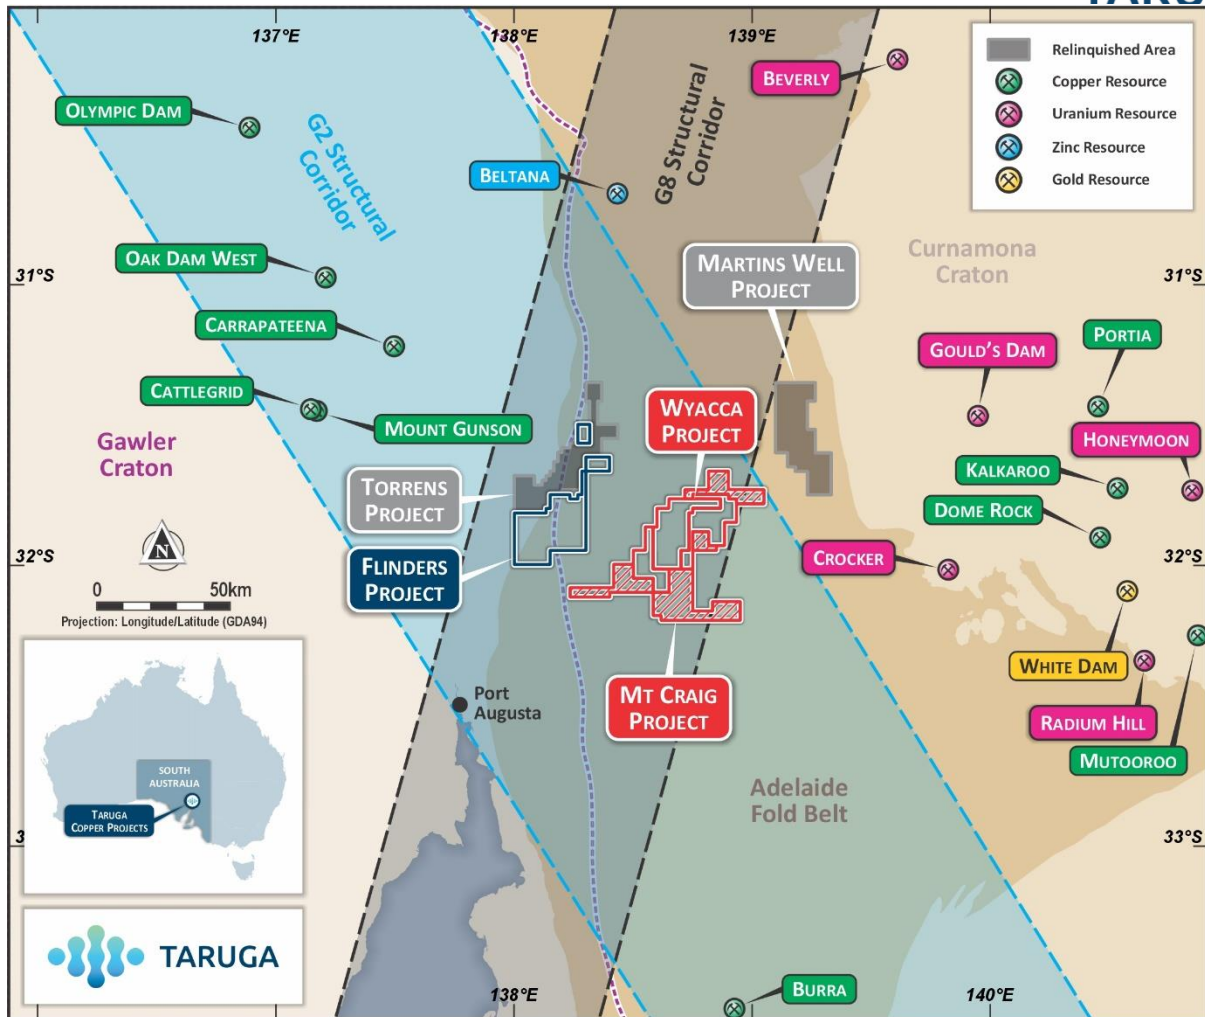 137°E
138°E
139°E
Relinquished Area
Copper Resource
Uranium Resource
Zinc Resource
Gold Resource
BEVERLY
OLYMPIC DAM
G2 Structural
Corridor
G8 Structural
Corridor
BELTANA
OAK DAM WEST
MARTINS WELL
PROJECT
Curnamona
Craton
31°S
31°S
CARRAPATEENA
GOULD'S DAM
PORTIA
CATTLEGRID
MOUNT GUNSON
WYACCA
PROJECT
Gawler
Craton
HONEYMOON
KALKAROO
TORRENS
PROJECT
DOME ROCK
N
32°S
32°S
FLINDERS
PROJECT
CROCKER
0 50km
Projection: Longitude/Latitude (GDA94)
WHITE DAM
MT CRAIG
PROJECT
Port
Augusta
RADIUM HILL
MUTOOROO
SOUTH
AUSTRALIA
TARUGA
COPPER PROJECTS
Adelaide
Fold Belt
33°S
TARUGA
138°E
BURRA
140°E